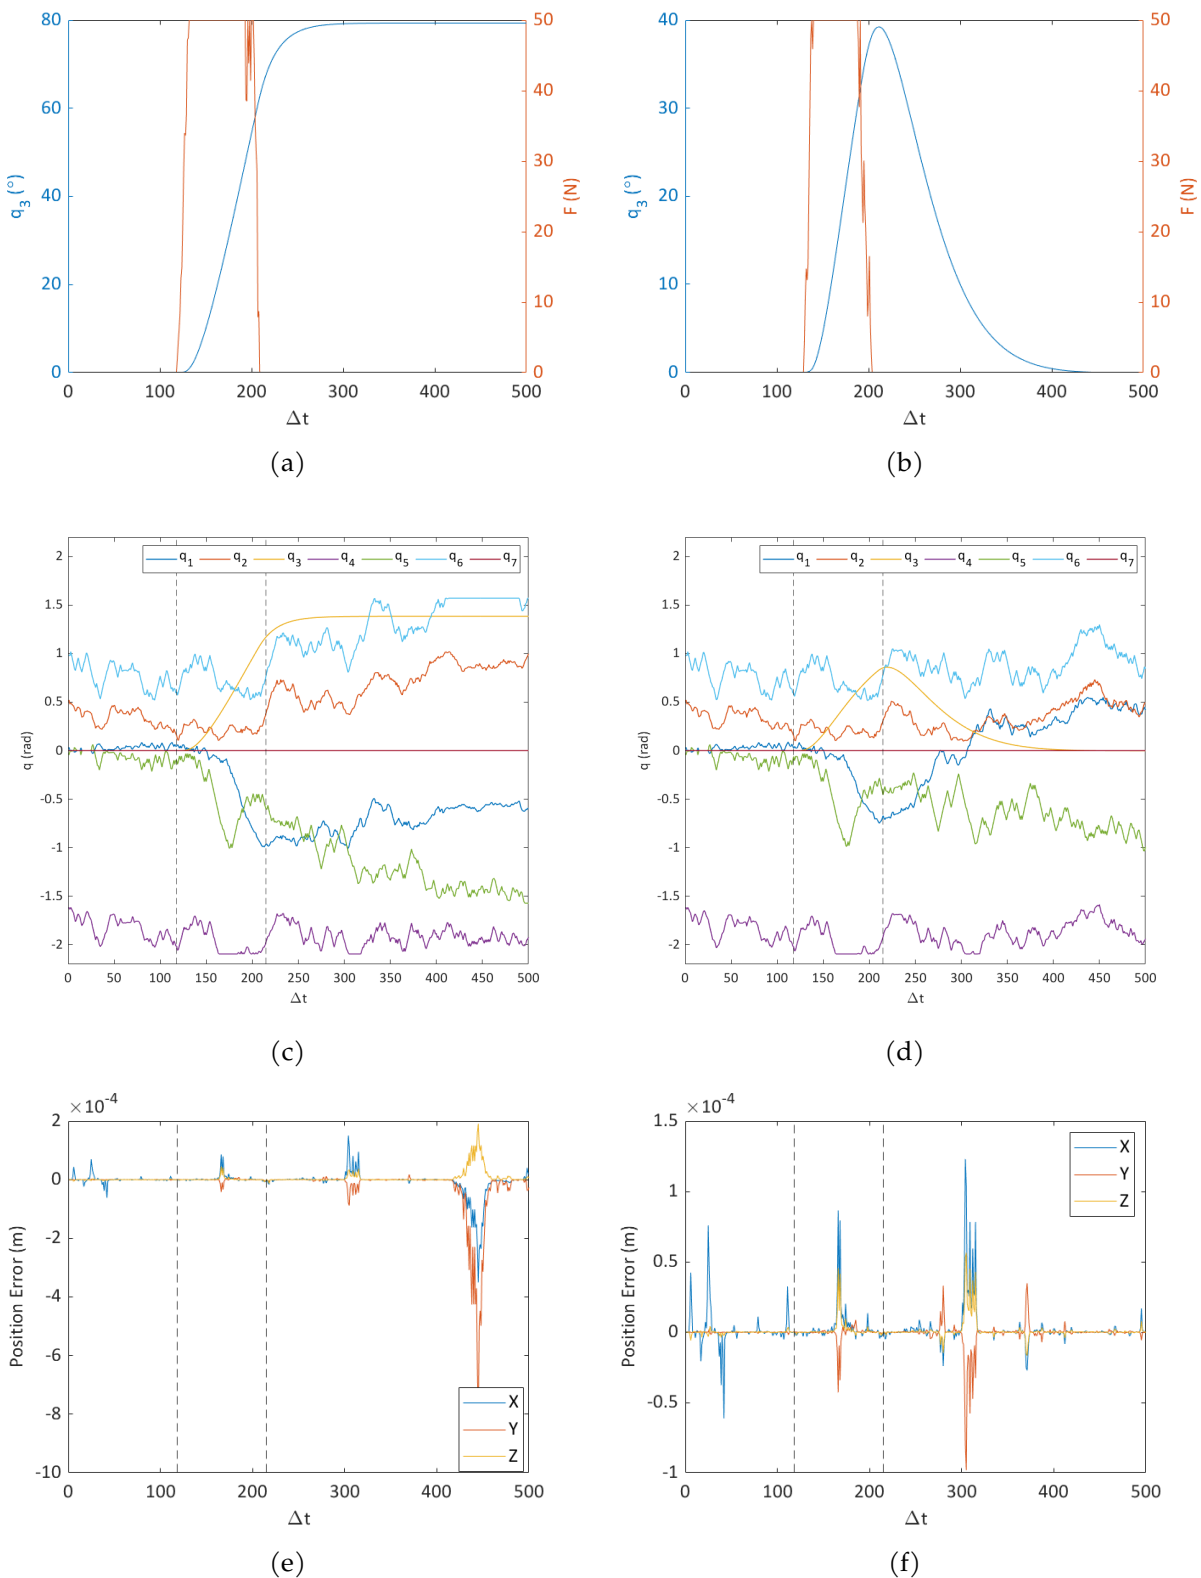 80
60
40
20
0
q3 (°)
50
40
30
20
10
0
F (N)
0 100 200 300 400 500
Δt
(a)
40
30
20
10
0
q3 (°)
50
40
30
20
10
0
F (N)
0 100 200 300 400 500
Δt
(b)
q1 q2 q3 q4 q5 q6 q7
2
1.5
1
0.5
0
-0.5
-1
-1.5
-2
q (rad)
0 50 100 150 200 250 300 350 400 450 500
Δt
(c)
q1 q2 q3 q4 q5 q6 q7
2
1.5
1
0.5
0
-0.5
-1
-1.5
-2
q (rad)
0 50 100 150 200 250 300 350 400 450 500
Δt
(d)
×10-4
2
0
-2
-4
-6
-8
-10
Position Error (m)
X
Y
Z
0 100 200 300 400 500
Δt
(e)
×10-4
1.5
1
0.5
0
-0.5
-1
Position Error (m)
X
Y
Z
0 100 200 300 400 500
Δt
(f)